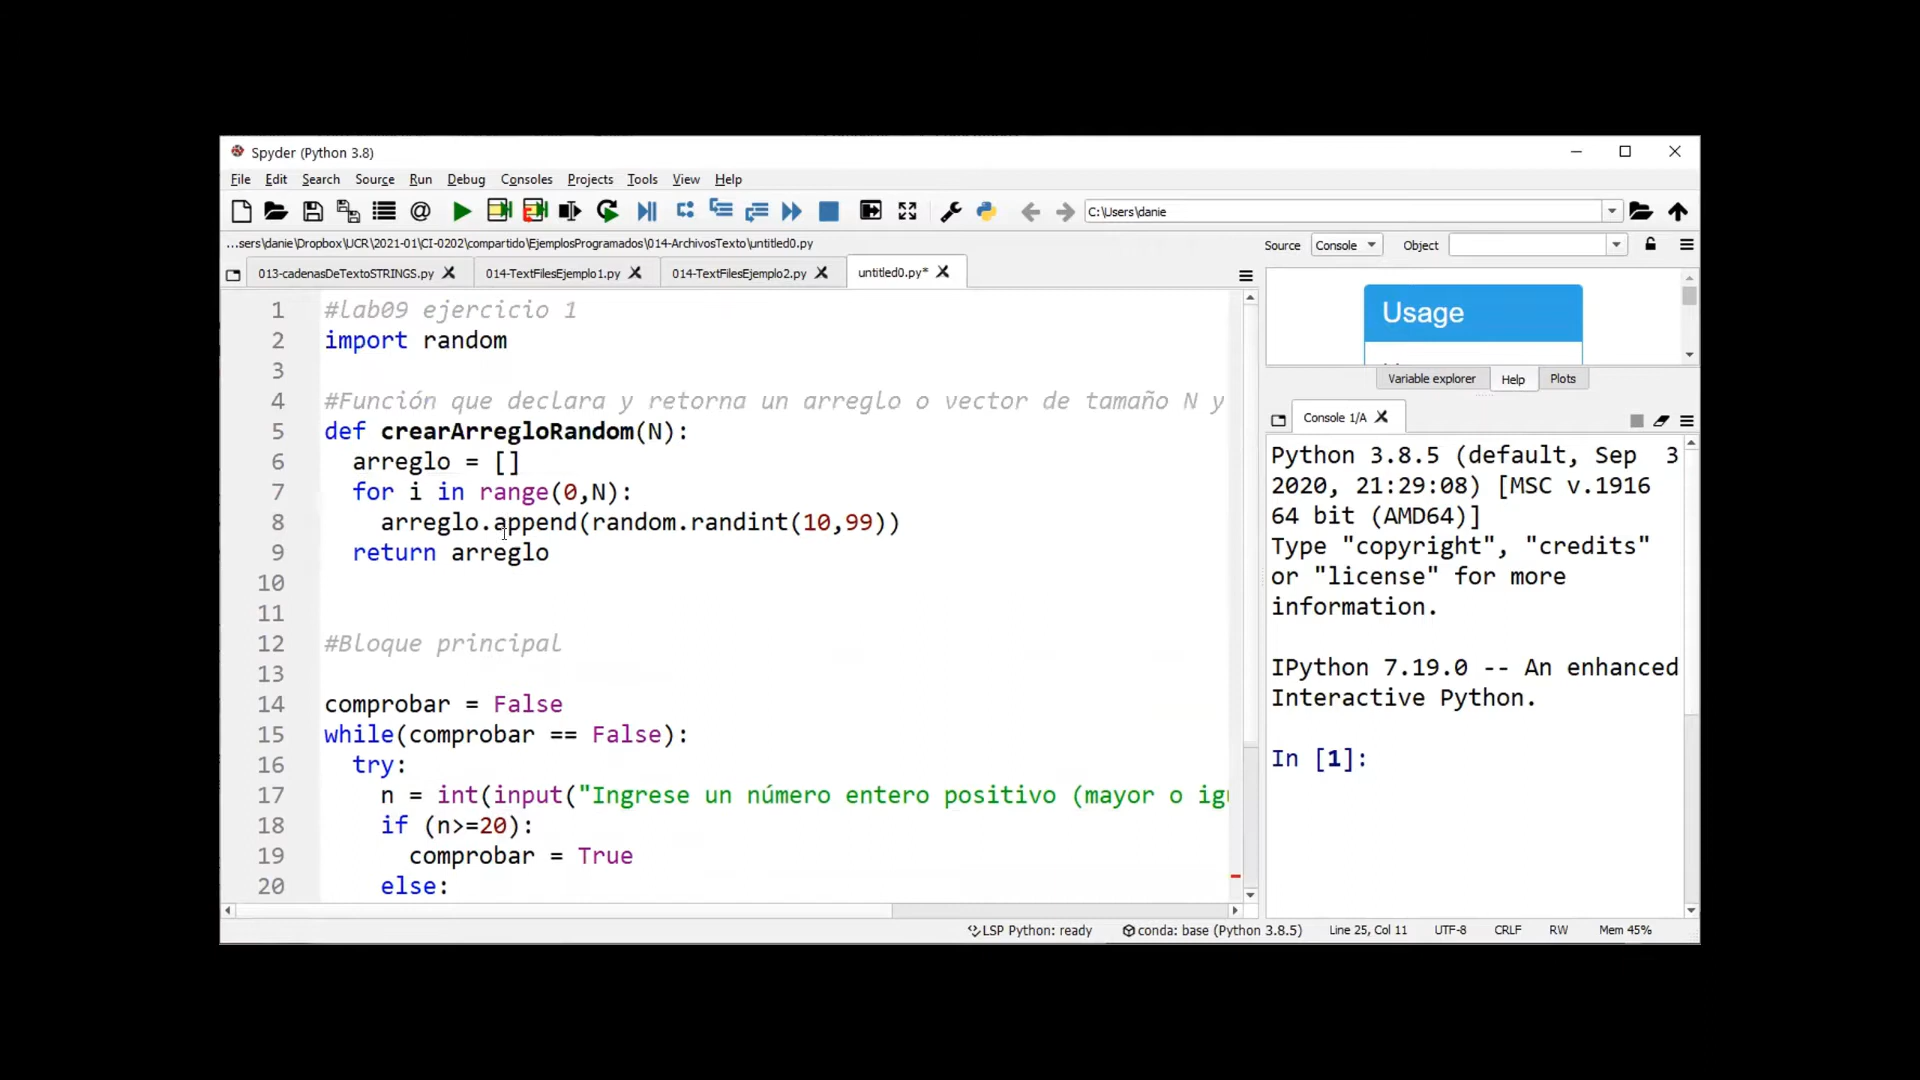 Spyder (Python 3.8)
File Edit Search Source Run Debug Consoles Projects Tools View Help
C:\Users\danie
...sers\danie\Dropbox\UCR\2021-01\CI-0202\compartido\EjemplosProgramados\014-ArchivosTexto\untitled0.py
Source Console Object
013-cadenasDeTextoSTRINGS.py 014-TextFilesEjemplo1.py 014-TextFilesEjemplo2.py untitled0.py*
1 #lab09 ejercicio 1
2 import random
3
4 #Función que declara y retorna un arreglo o vector de tamaño N y
5 def crearArregloRandom(N):
6 arreglo = []
7 for i in range(0,N):
8 arreglo.append(random.randint(10,99))
9 return arreglo
10
11
12 #Bloque principal
13
14 comprobar = False
15 while(comprobar == False):
16 try:
17 n = int(input("Ingrese un número entero positivo (mayor o
18 if (n>=20):
19 comprobar = True
20 else:
Usage
Variable explorer Help Plots
Console 1/A
Python 3.8.5 (default, Sep 3
2020, 21:29:08) [MSC v.1916
64 bit (AMD64)]
Type "copyright", "credits"
or "license" for more
information.
IPython 7.19.0 -- An enhanced
Interactive Python.
In [1]:
LSP Python: ready conda: base (Python 3.8.5) Line 25, Col 11 UTF-8 CRLF RW Mem 45%